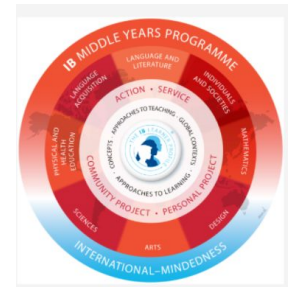 IB MIDDLE YEARS PROGRAMME
LANGUAGE AND
LITERATURE
LANGUAGE
ACQUISITION
INDIVIDUALS
AND SOCIETIES
PHYSICAL AND
HEALTH
EDUCATION
MATHEMATICS
SCIENCES
DESIGN
ARTS
ACTION • SERVICE
COMMUNITY PROJECT • PERSONAL PROJECT
APPROACHES TO TEACHING • GLOBAL CONTEXTS •
CONCEPTS •
APPROACHES TO LEARNING •
THE IB LEARNER
INTERNATIONAL-MINDEDNESS